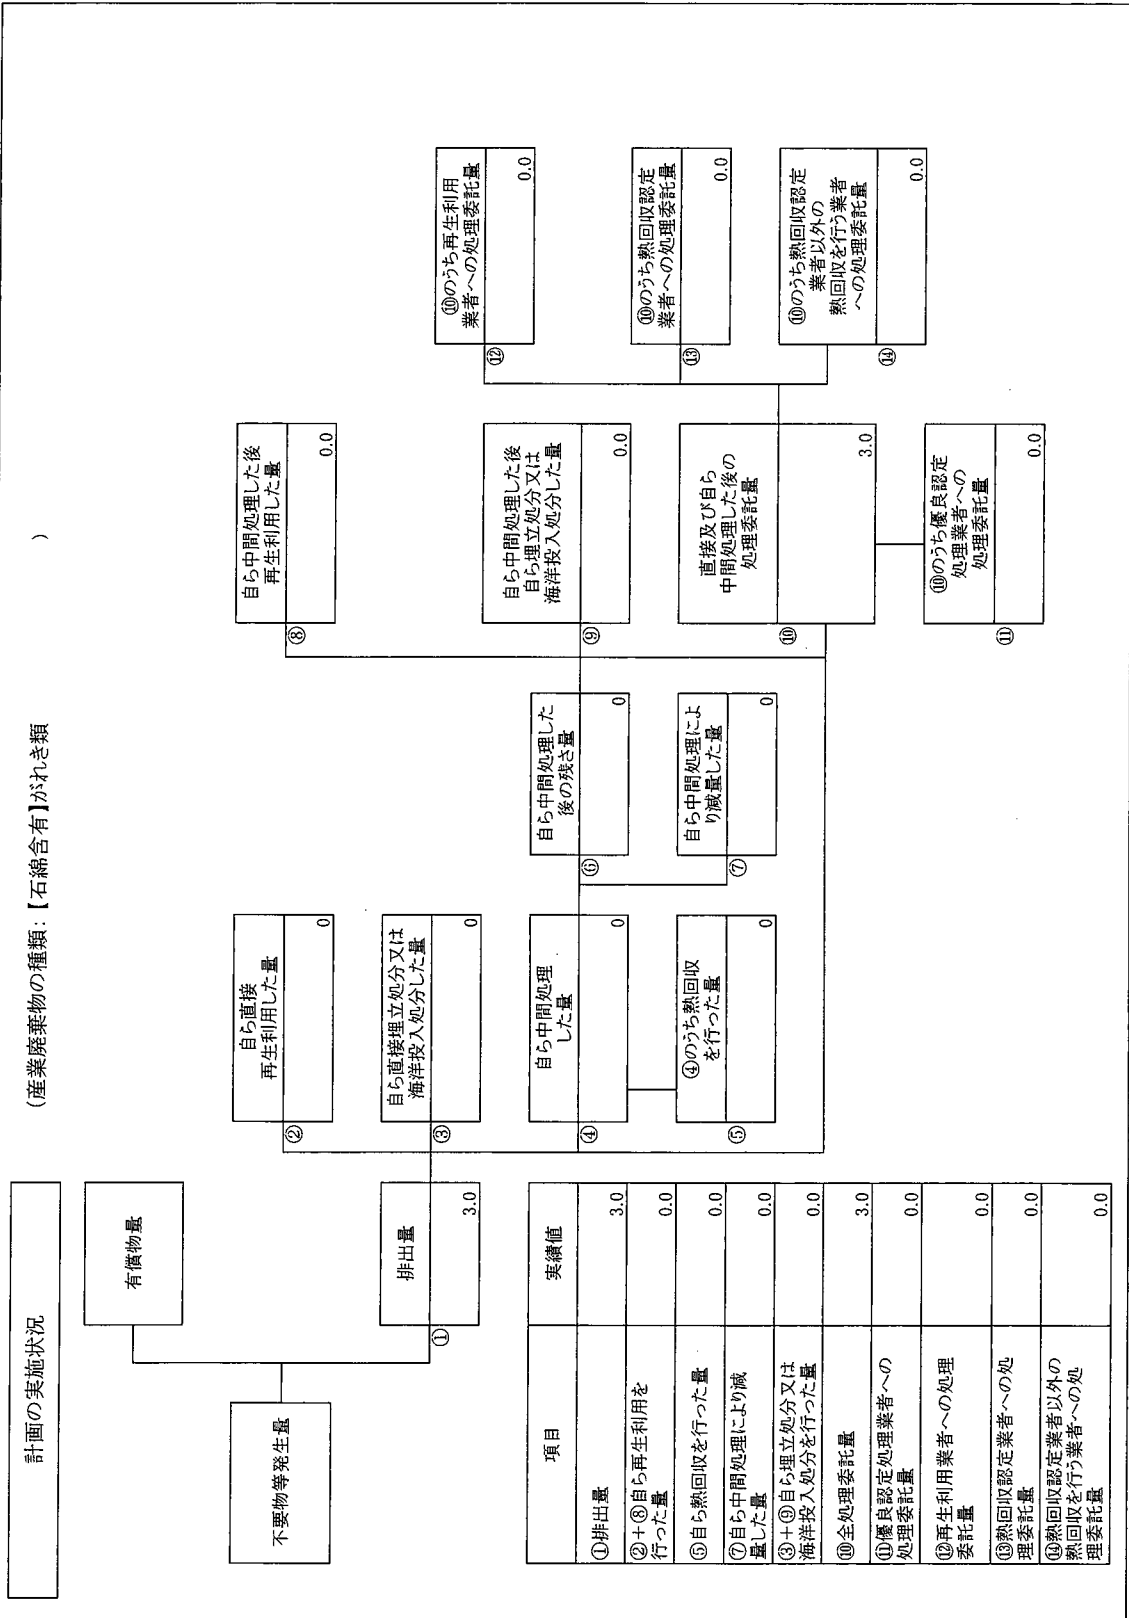 計画の実施状況
(産業廃棄物の種類:【石綿含有】がれき類
)
不要物等発生量
有償物量
①
排出量
3.0
②
自ら直接
再生利用した量
0
③
自ら直接埋立処分又は
海洋投入処分した量
0
④
自ら中間処理
した量
0
⑤
④のうち熱回収
を行った量
0
⑥
自ら中間処理した
後の残さ量
0
⑦
自ら中間処理によ
り減量した量
0
⑧
自ら中間処理した後
再生利用した量
0.0
⑨
自ら中間処理した後
自ら埋立処分又は
海洋投入処分した量
0.0
⑩
直接及び自ら
中間処理した後の
処理委託量
3.0
⑪
⑩のうち優良認定
処理業者への
処理委託量
0.0
⑫
⑩のうち再生利用
業者への処理委託量
0.0
⑬
⑩のうち熱回収認定
業者への処理委託量
0.0
⑭
⑩のうち熱回収認定
業者以外の
熱回収を行う業者
への処理委託量
0.0
項目 実績値
①排出量 3.0
②+⑧自ら再生利用を
行った量 0.0
⑤自ら熱回収を行った量 0.0
⑦自ら中間処理により減
量した量 0.0
③+⑨自ら埋立処分又は
海洋投入処分を行った量 0.0
⑩全処理委託量 3.0
⑪優良認定処理業者への
処理委託量 0.0
⑫再生利用業者への処理
委託量 0.0
⑬熱回収認定業者への処
理委託量 0.0
⑭熱回収認定業者以外の
熱回収を行う業者への処
理委託量 0.0